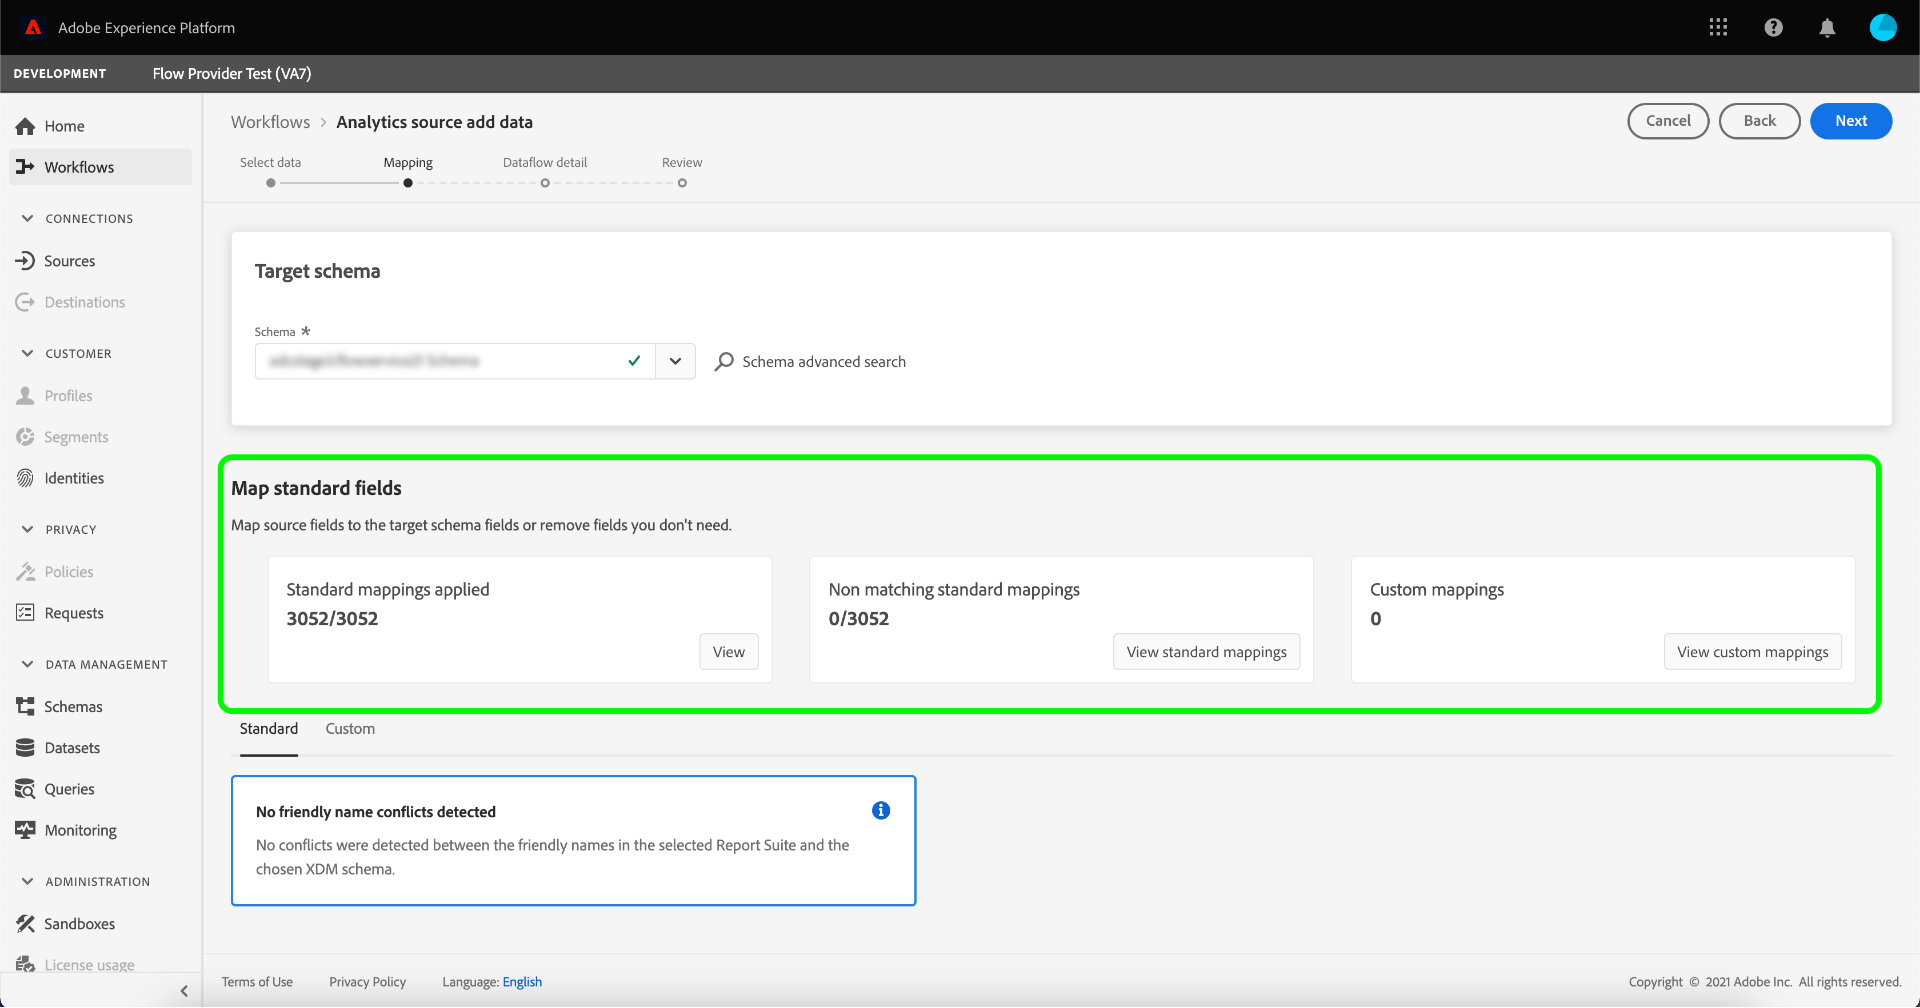 Adobe Experience Platform
DEVELOPMENT
Flow Provider Test (VA7)
Home
Workflows
CONNECTIONS
Sources
Destinations
CUSTOMER
Profiles
Segments
Identities
PRIVACY
Policies
Requests
DATA MANAGEMENT
Schemas
Datasets
Queries
Monitoring
ADMINISTRATION
Sandboxes
License usage
Workflows > Analytics source add data
Cancel
Back
Next
Select data
Mapping
Dataflow detail
Review
Target schema
Schema *
Schema advanced search
Map standard fields
Map source fields to the target schema fields or remove fields you don't need.
Standard mappings applied
3052/3052
View
Non matching standard mappings
0/3052
View standard mappings
Custom mappings
0
View custom mappings
Standard
Custom
No friendly name conflicts detected
No conflicts were detected between the friendly names in the selected Report Suite and the
chosen XDM schema.
Terms of Use
Privacy Policy
Language: English
Copyright © 2021 Adobe Inc. All rights reserved.